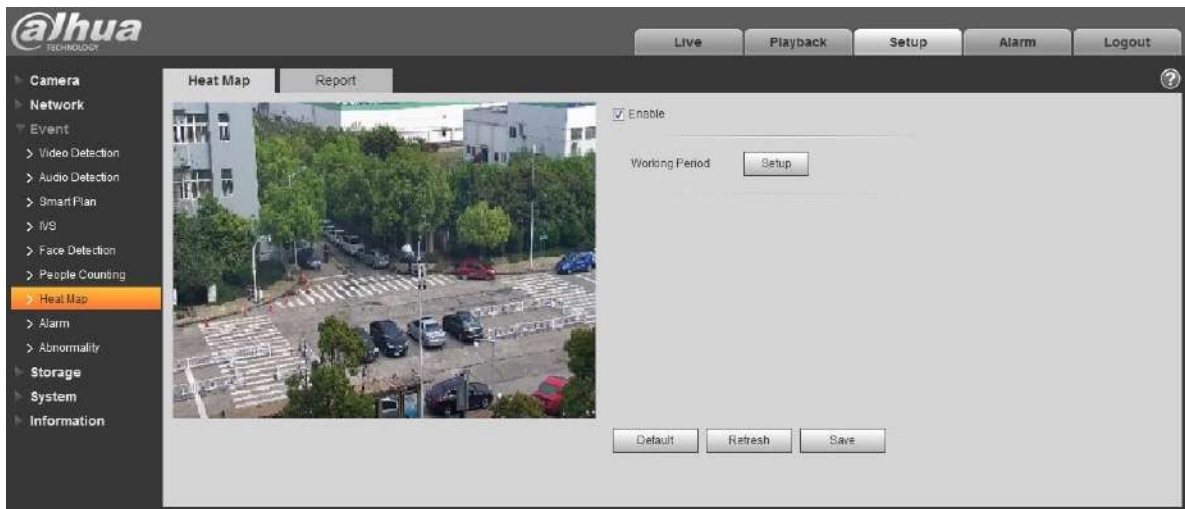 alhua
TECHNOLOGY
Live Playback Setup Alarm Logout
Camera
Network
Event
> Video Detection
> Audio Detection
> Smart Plan
> IVS
> Face Detection
> People Counting
> Heat Map
> Alarm
> Abnormality
Storage
System
Information
Heat Map Report
?
Enable
Working Period Setup
Default Refresh Save